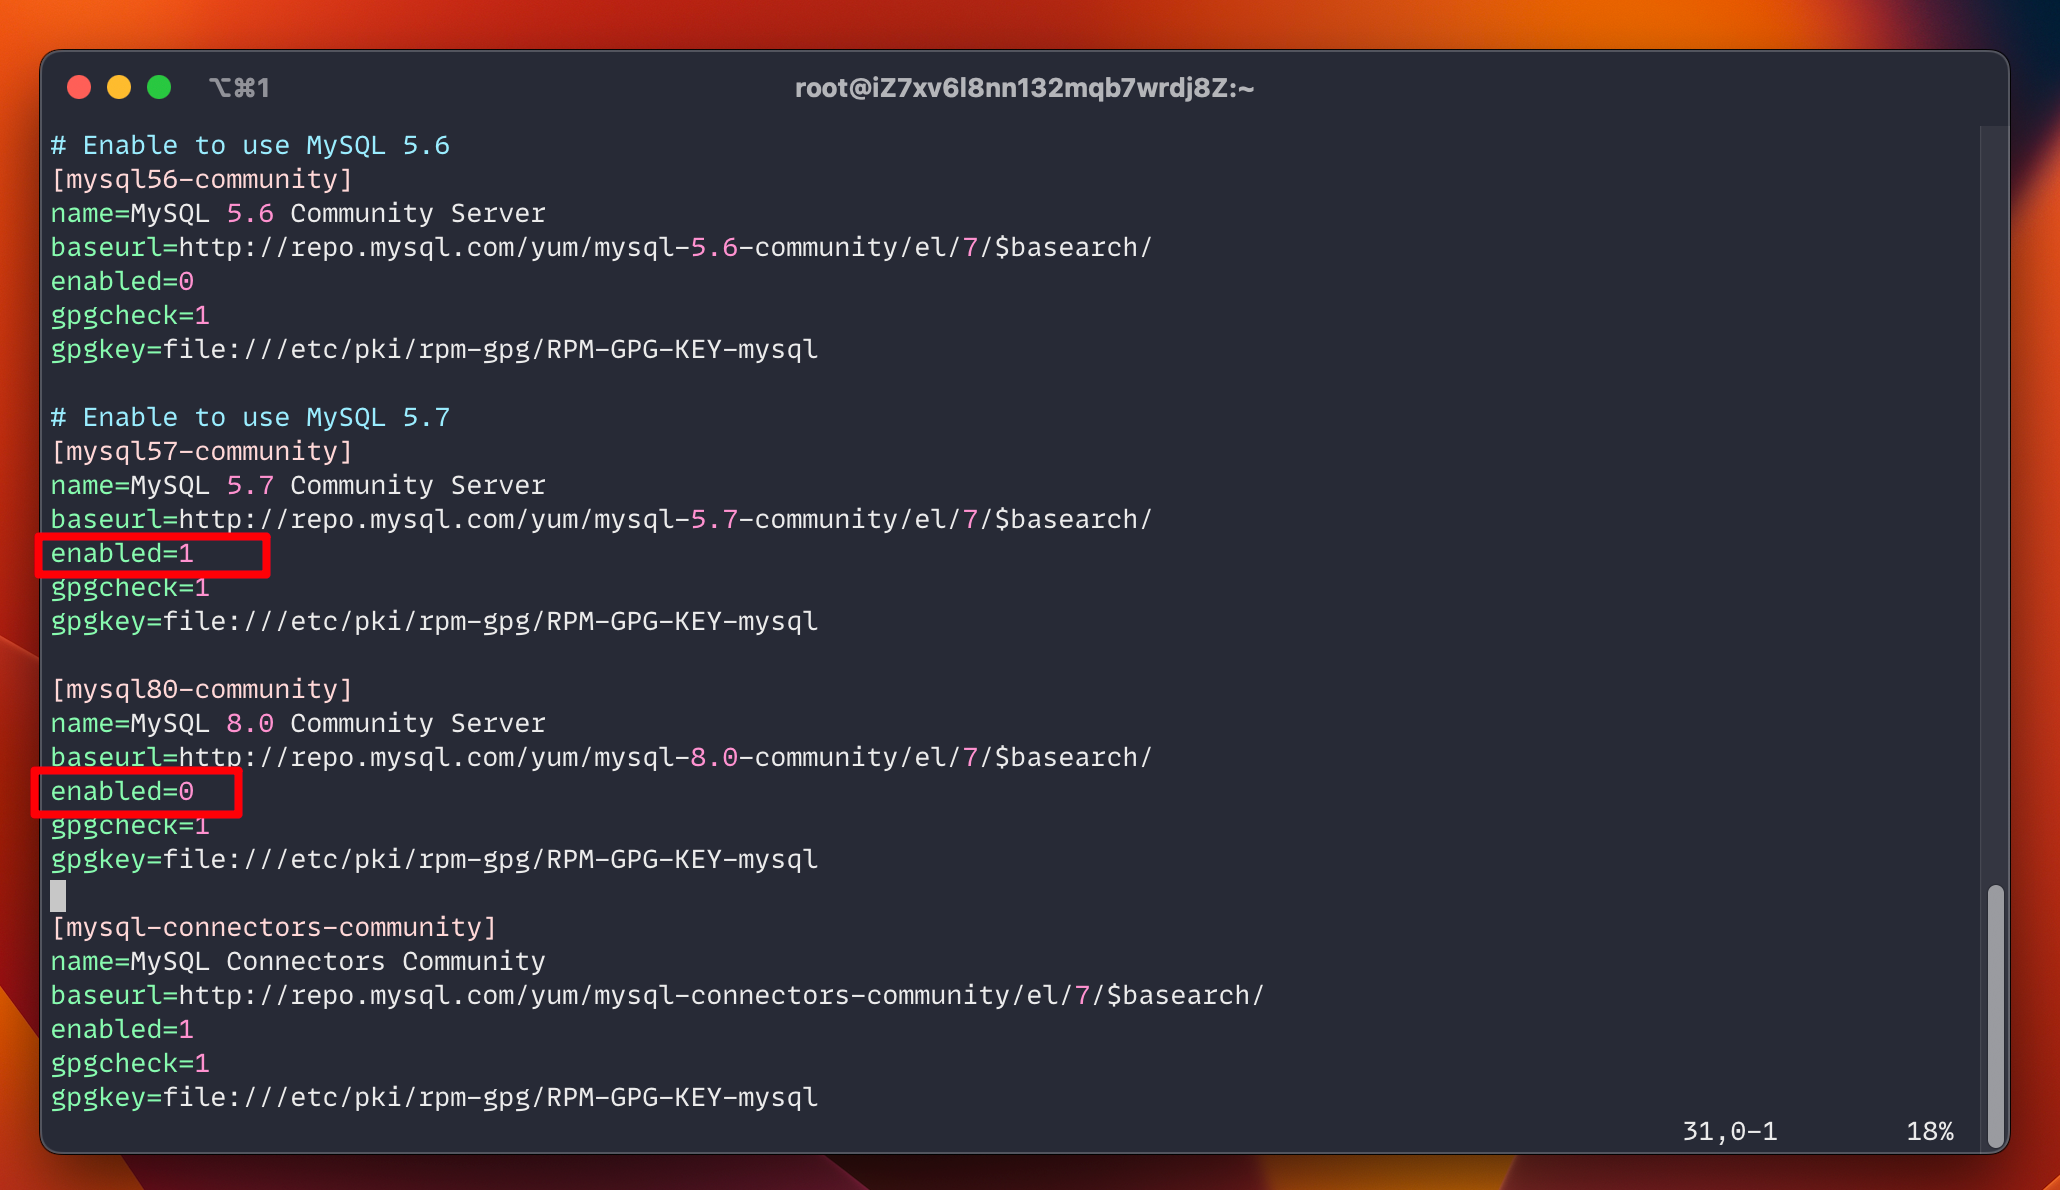 ⌥⌘1
root@iZ7xv6l8nn132mqb7wrdj8Z:~
# Enable to use MySQL 5.6
[mysql56-community]
name=MySQL 5.6 Community Server
baseurl=http://repo.mysql.com/yum/mysql-5.6-community/el/7/$basearch/
enabled=0
gpgcheck=1
gpgkey=file:///etc/pki/rpm-gpg/RPM-GPG-KEY-mysql
# Enable to use MySQL 5.7
[mysql57-community]
name=MySQL 5.7 Community Server
baseurl=http://repo.mysql.com/yum/mysql-5.7-community/el/7/$basearch/
enabled=1
gpgcheck=1
gpgkey=file:///etc/pki/rpm-gpg/RPM-GPG-KEY-mysql
[mysql80-community]
name=MySQL 8.0 Community Server
baseurl=http://repo.mysql.com/yum/mysql-8.0-community/el/7/$basearch/
enabled=0
gpgcheck=1
gpgkey=file:///etc/pki/rpm-gpg/RPM-GPG-KEY-mysql
[mysql-connectors-community]
name=MySQL Connectors Community
baseurl=http://repo.mysql.com/yum/mysql-connectors-community/el/7/$basearch/
enabled=1
gpgcheck=1
gpgkey=file:///etc/pki/rpm-gpg/RPM-GPG-KEY-mysql
31,0-1 18%